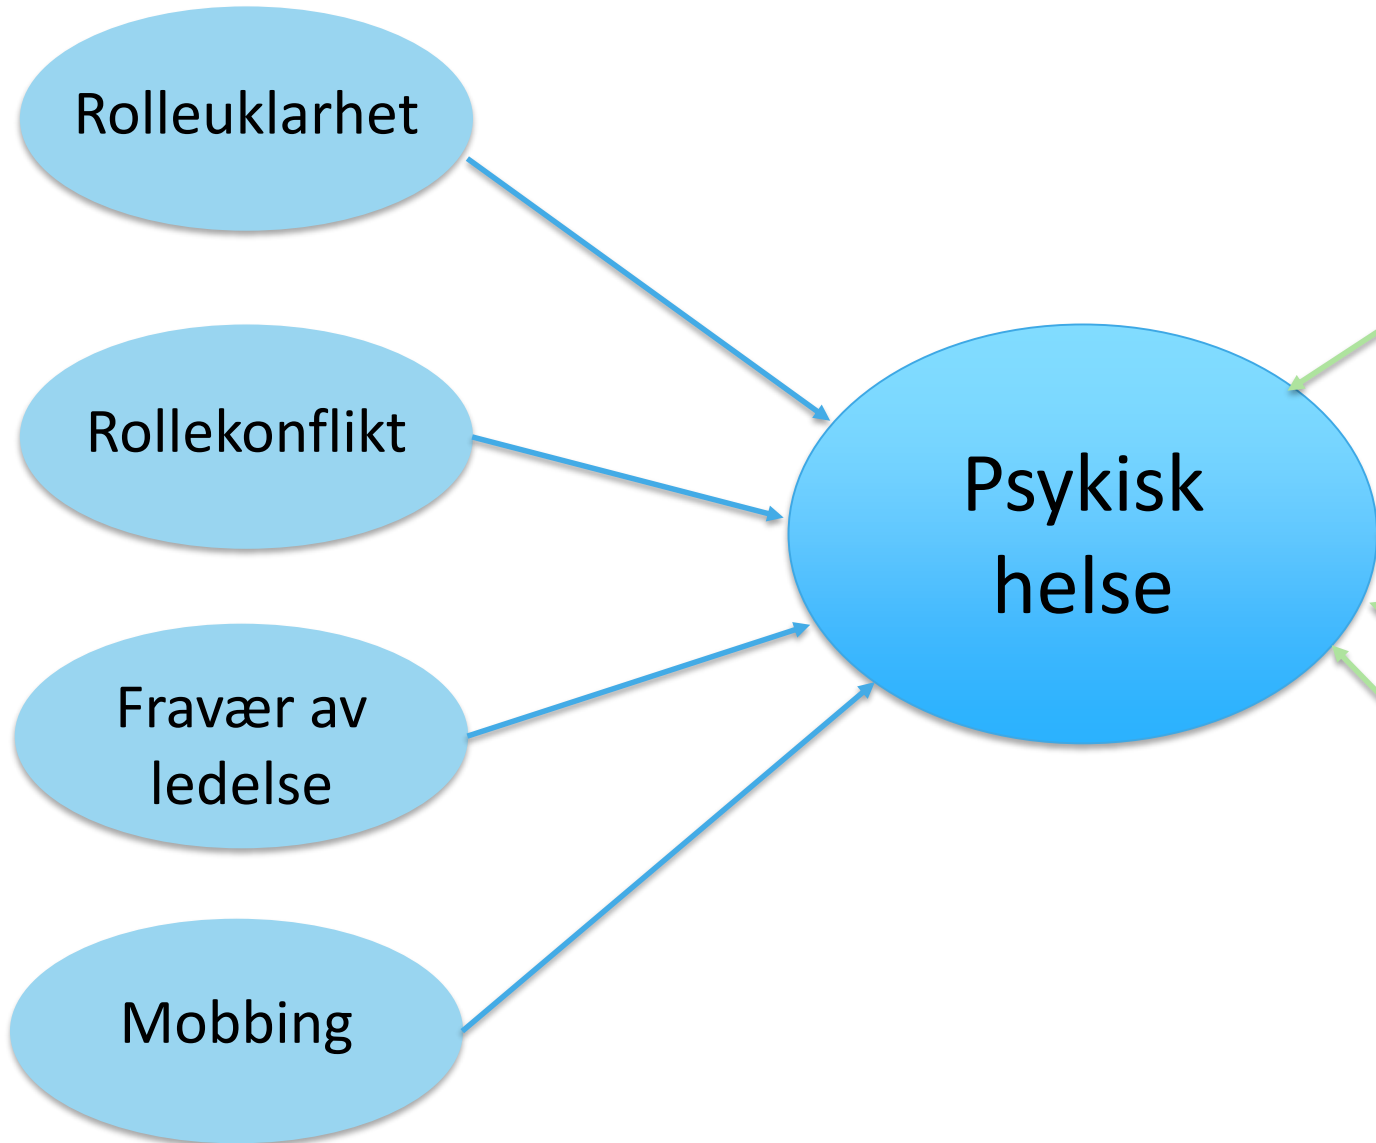 Rolleuklarhet
Rollekonflikt
Psykisk
helse
Fravær av
ledelse
Mobbing